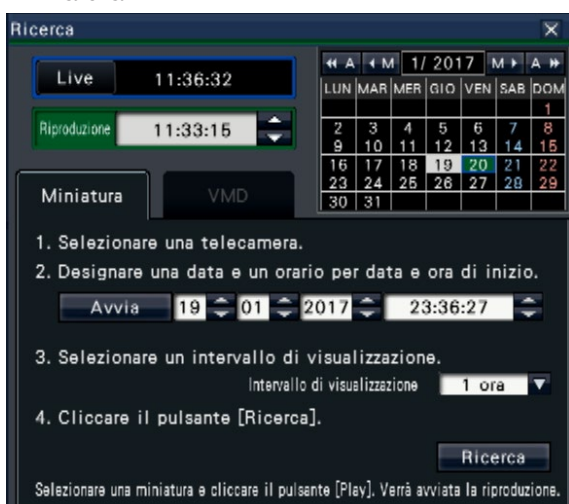 Ricerca
Live 11:36:32
A M 1/ 2017 M A
LUN MAR MER GIO VEN SAB DOM
1
2 3 4 5 6 7 8
9 10 11 12 13 14 15
16 17 18 19 20 21 22
23 24 25 26 27 28 29
30 31
Riproduzione 11:33:15
Miniatura VMD
1. Selezionare una telecamera.
2. Designare una data e un orario per data e ora di inizio.
Avvia 19 01 2017 23:36:27
3. Selezionare un intervallo di visualizzazione.
Intervallo di visualizzazione 1 ora
4. Cliccare il pulsante [Ricerca].
Ricerca
Selezionare una miniatura e cliccare il pulsante [Play]. Verrà avviata la riproduzione.